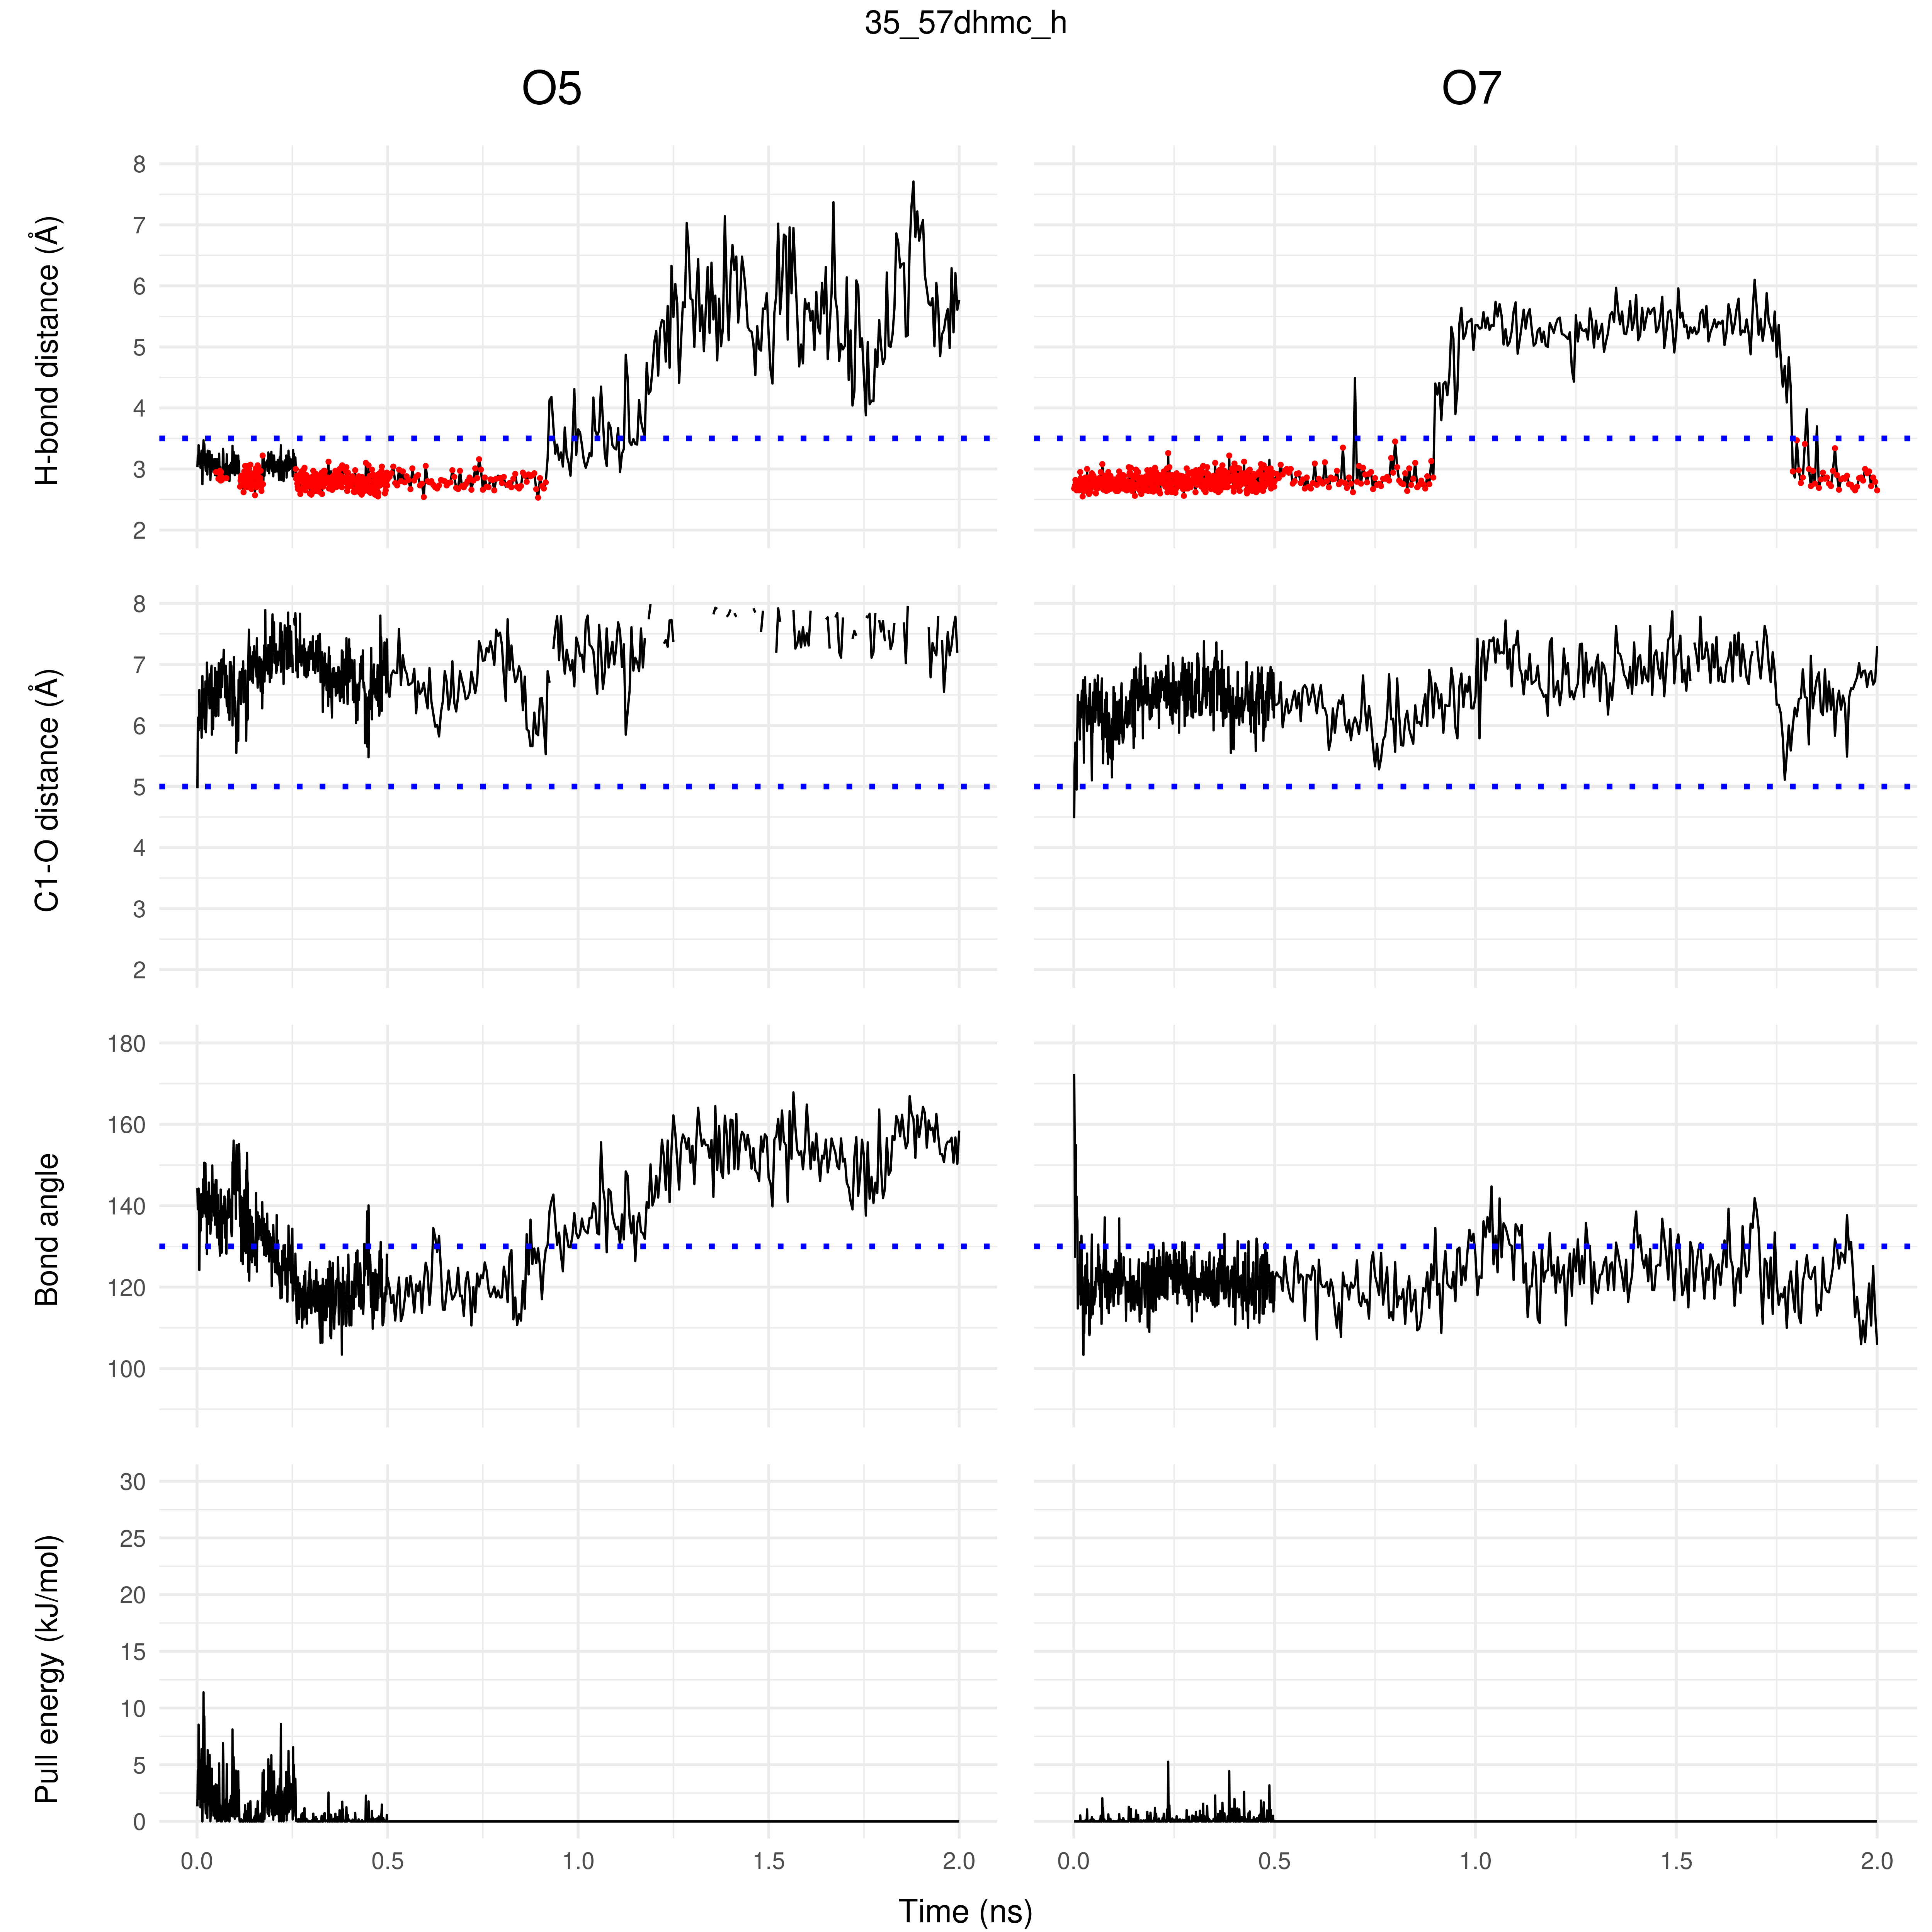 35_57dhmc_h
O5
O7
H-bond distance (Å)
8
7
6
5
4
3
2
C1-O distance (Å)
8
7
6
5
4
3
2
Bond angle
180
160
140
120
100
Pull energy (kJ/mol)
30
25
20
15
10
5
0
0.0 0.5 1.0 1.5 2.0
0.0 0.5 1.0 1.5 2.0
Time (ns)